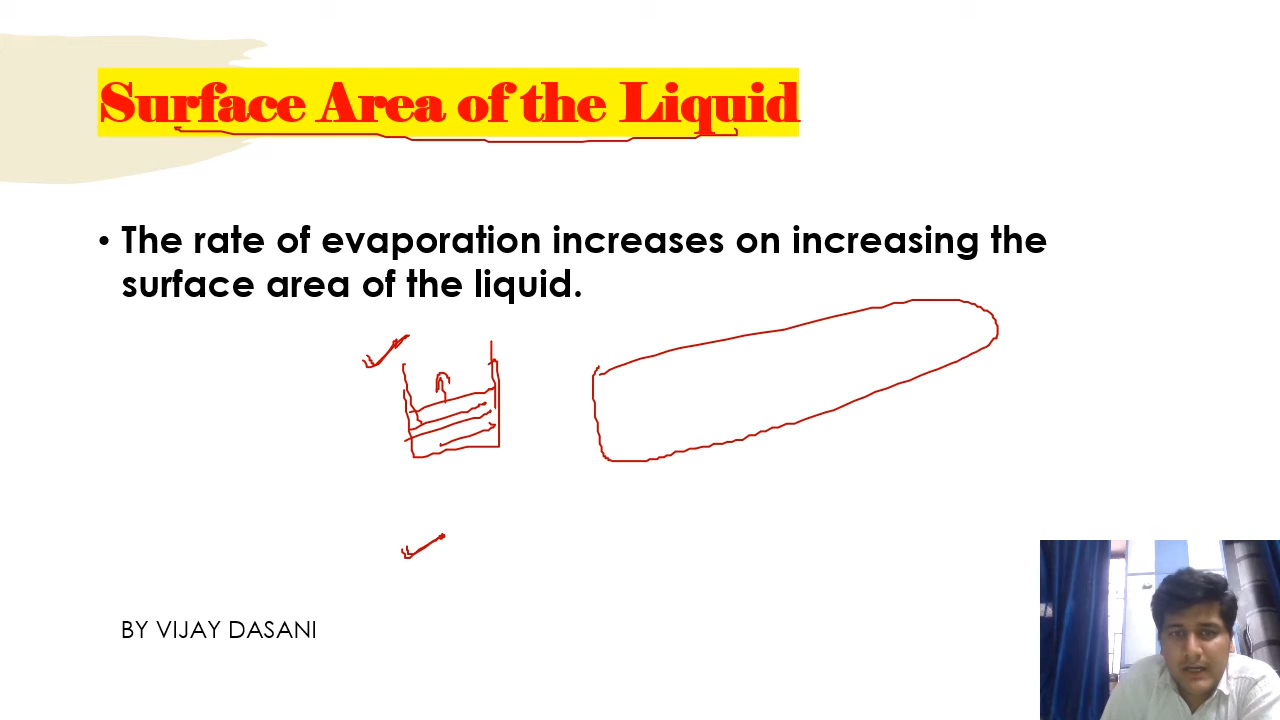 Surface Area of the Liquid
• The rate of evaporation increases on increasing the
surface area of the liquid.
BY VIJAY DASANI